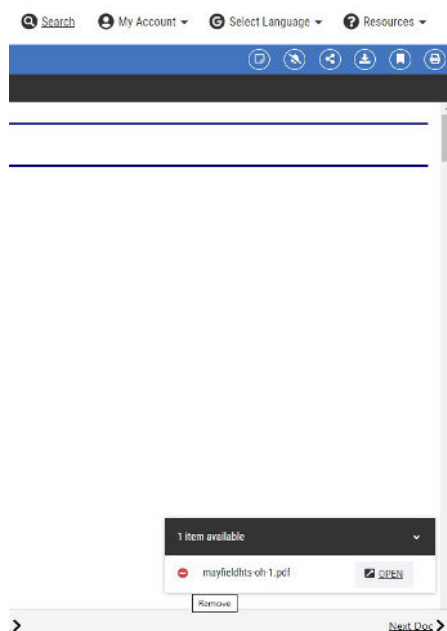 Search My Account Select Language Resources
1 item available
mayfieldhts-oh-1.pdf OPEN
Remove
Next Doc